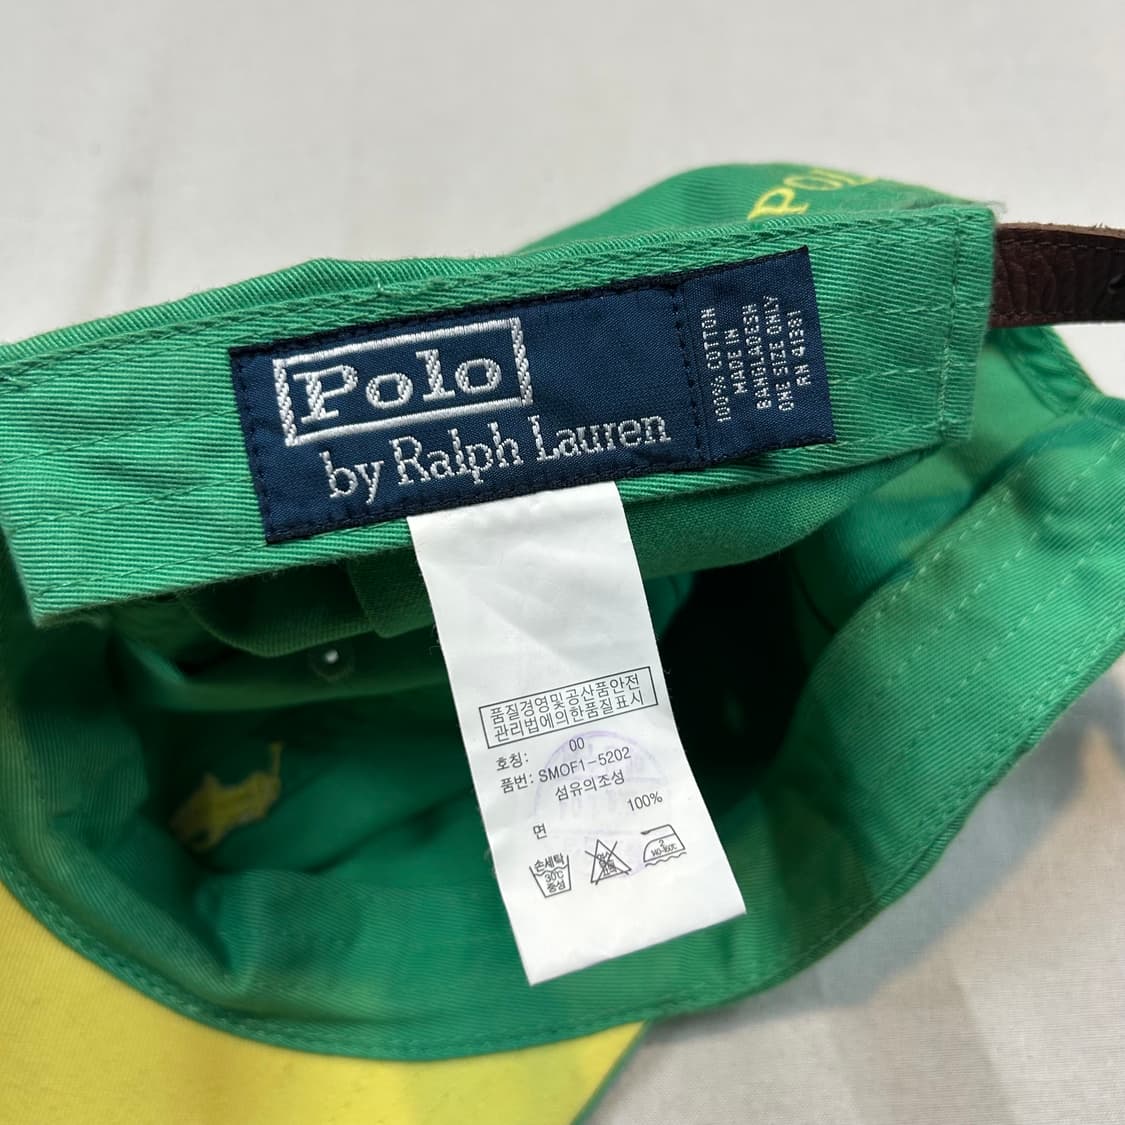 POL
Polo
by Ralph Lauren
100% COTTON
MADE IN
BANGLADESH
ONE SIZE ONLY
RN 41381
품질경영및공산품안전
관리법에의한품질표시
호칭: 00
품번: SMOF1-5202
섬유의조성
면 100%
손세탁
30℃
중성
2